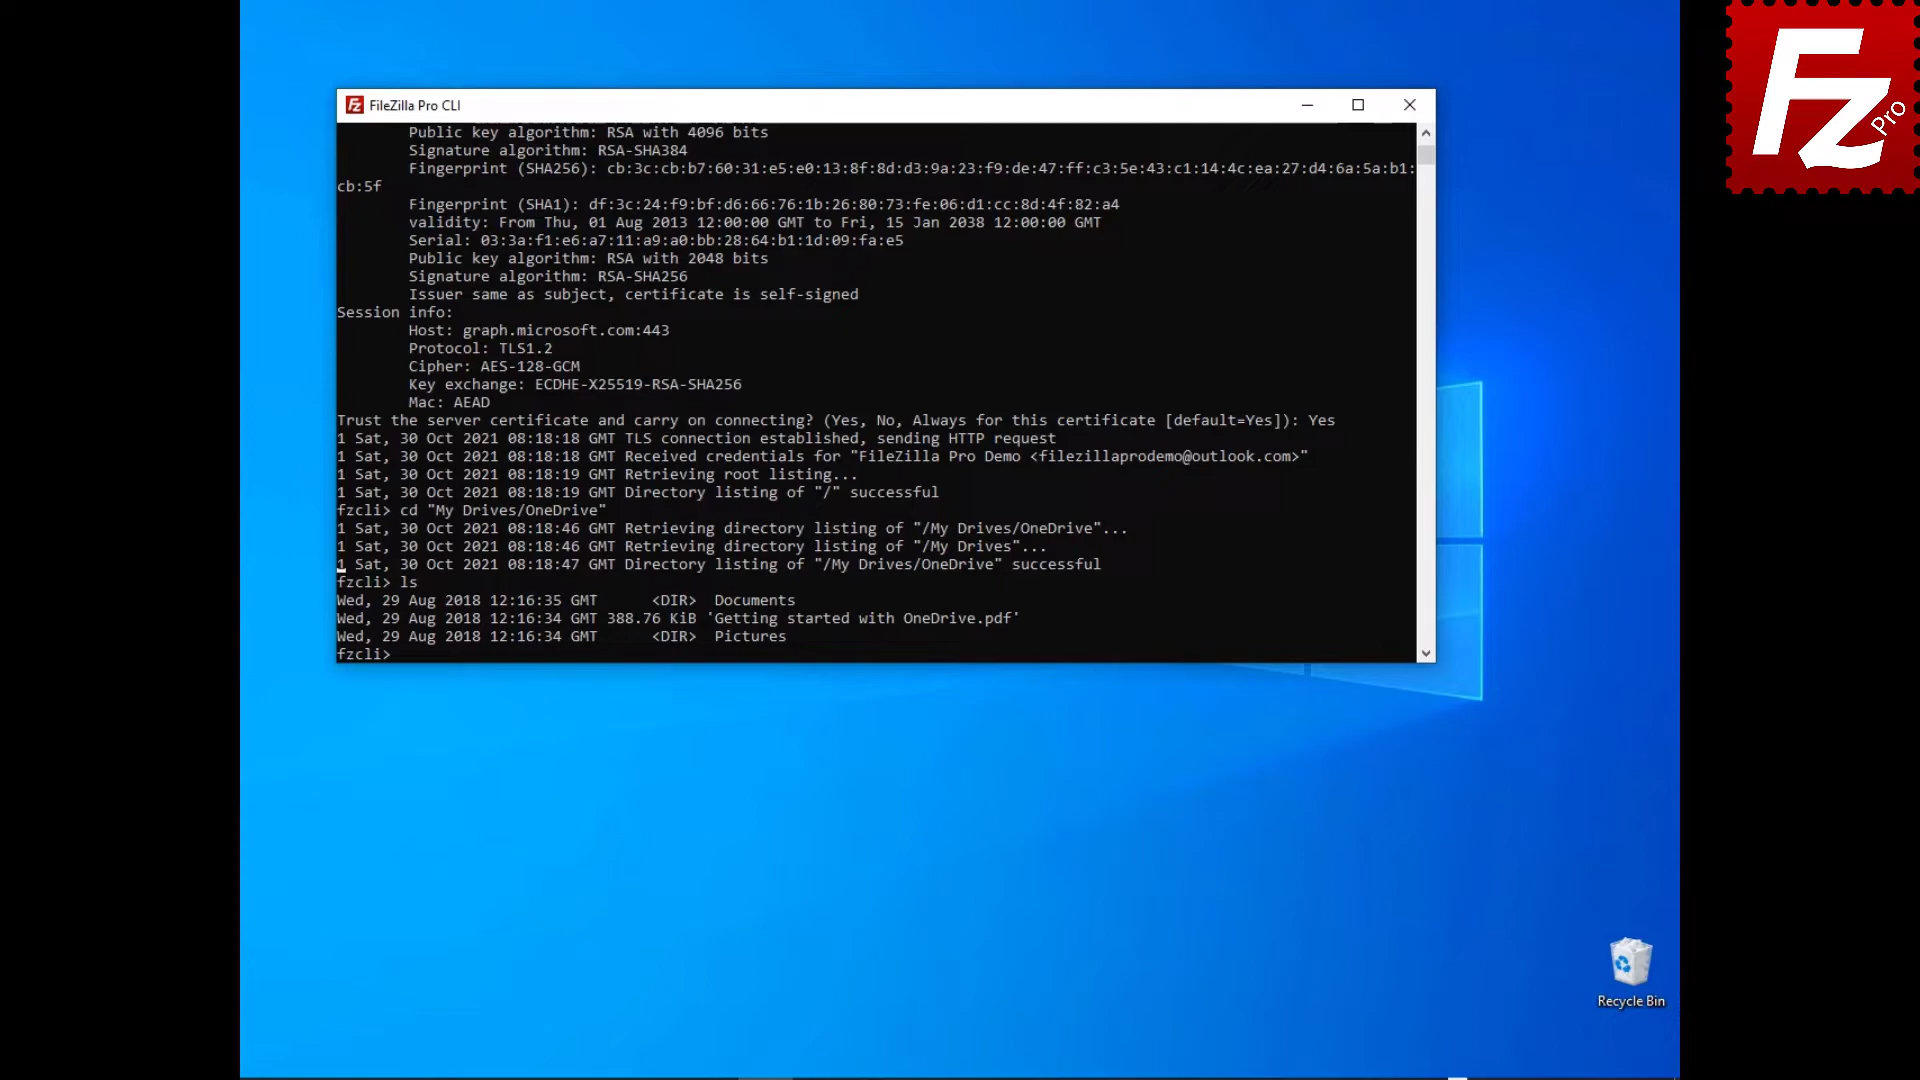 FileZilla Pro CLI
Public key algorithm: RSA with 4096 bits
Signature algorithm: RSA-SHA384
Fingerprint (SHA256): cb:3c:cb:b7:60:31:e5:e0:13:8f:8d:d3:9a:23:f9:de:47:ff:c3:5e:43:c1:14:4c:ea:27:d4:6a:5a:b1:
cb:5f
Fingerprint (SHA1): df:3c:24:f9:bf:d6:66:76:1b:26:80:73:fe:06:d1:cc:8d:4f:82:a4
validity: From Thu, 01 Aug 2013 12:00:00 GMT to Fri, 15 Jan 2038 12:00:00 GMT
Serial: 03:3a:f1:e6:a7:11:a9:a0:bb:28:64:b1:1d:09:fa:e5
Public key algorithm: RSA with 2048 bits
Signature algorithm: RSA-SHA256
Issuer same as subject, certificate is self-signed
Session info:
Host: graph.microsoft.com:443
Protocol: TLS1.2
Cipher: AES-128-GCM
Key exchange: ECDHE-X25519-RSA-SHA256
Mac: AEAD
Trust the server certificate and carry on connecting? (Yes, No, Always for this certificate [default=Yes]): Yes
1 Sat, 30 Oct 2021 08:18:18 GMT TLS connection established, sending HTTP request
1 Sat, 30 Oct 2021 08:18:18 GMT Received credentials for "FileZilla Pro Demo <filezillaprodemo@outlook.com>"
1 Sat, 30 Oct 2021 08:18:19 GMT Retrieving root listing...
1 Sat, 30 Oct 2021 08:18:19 GMT Directory listing of "/" successful
fzcli> cd "My Drives/OneDrive"
1 Sat, 30 Oct 2021 08:18:46 GMT Retrieving directory listing of "/My Drives/OneDrive"...
1 Sat, 30 Oct 2021 08:18:46 GMT Retrieving directory listing of "/My Drives"...
1 Sat, 30 Oct 2021 08:18:47 GMT Directory listing of "/My Drives/OneDrive" successful
fzcli> ls
Wed, 29 Aug 2018 12:16:35 GMT <DIR> Documents
Wed, 29 Aug 2018 12:16:34 GMT 388.76 KiB 'Getting started with OneDrive.pdf'
Wed, 29 Aug 2018 12:16:34 GMT <DIR> Pictures
fzcli>
Fz Pro
Recycle Bin